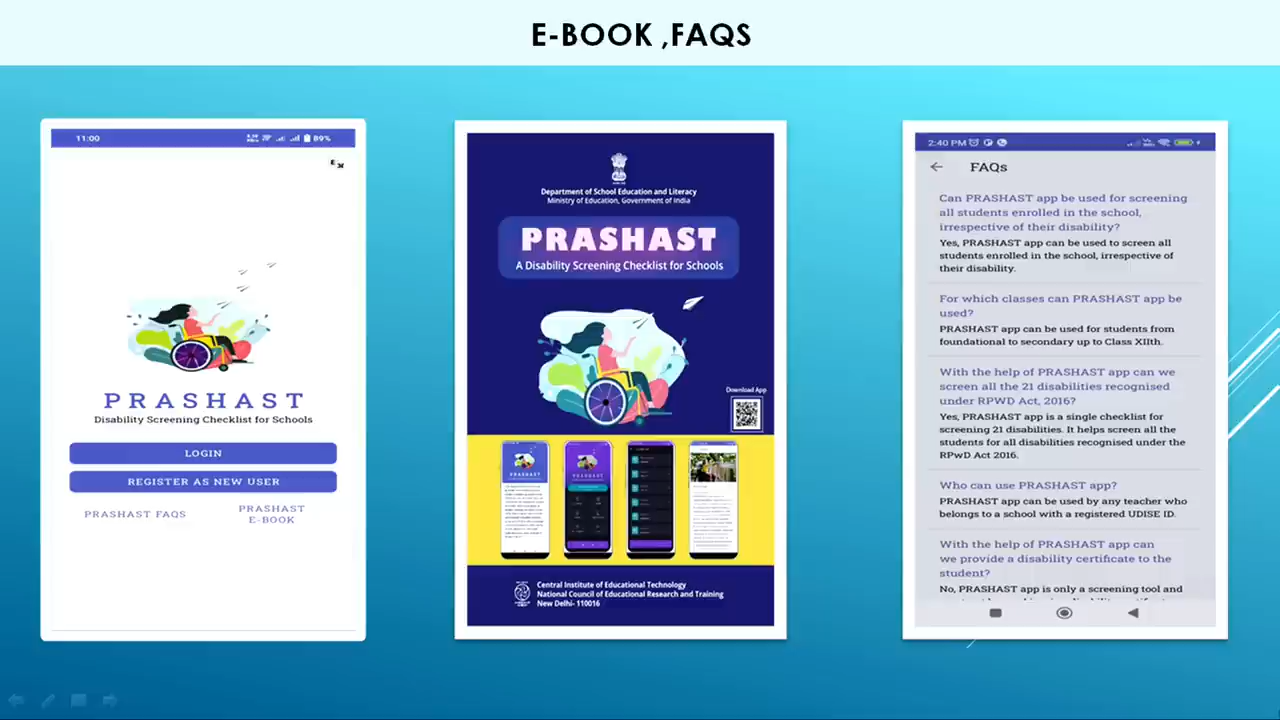 E-BOOK ,FAQS
11:00
89%
PRASHAST
Disability Screening Checklist for Schools
LOGIN
REGISTER AS NEW USER
PRASHAST FAQS
PRASHAST
E-BOOK
Department of School Education and Literacy
Ministry of Education, Government of India
PRASHAST
A Disability Screening Checklist for Schools
Download App
PRASHAST
PRASHAST
Central Institute of Educational Technology
National Council of Educational Research and Training
New Delhi- 110016
2:40 PM
FAQs
Can PRASHAST app be used for screening
all students enrolled in the school,
irrespective of their disability?
Yes, PRASHAST app can be used to screen all
students enrolled in the school, irrespective of
their disability.
For which classes can PRASHAST app be
used?
PRASHAST app can be used for students from
foundational to secondary up to Class XIIth.
With the help of PRASHAST app can we
screen all the 21 disabilities recognised
under RPWD Act, 2016?
Yes, PRASHAST app is a single checklist for
screening 21 disabilities. It helps screen all the
students for all disabilities recognised under the
RPwD Act 2016.
Who can use PRASHAST app?
PRASHAST app can be used by any teacher who
belongs to a school with a registered UDISE ID.
With the help of PRASHAST app can
we provide a disability certificate to the
student?
No, PRASHAST app is only a screening tool and